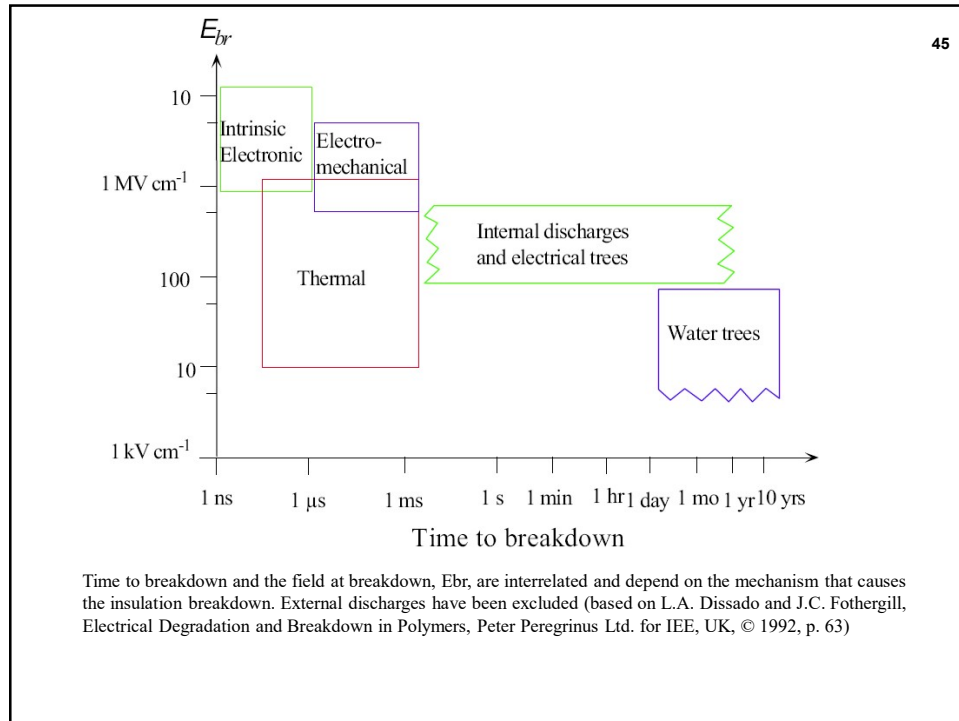 45
E_br
10
Intrinsic
Electronic
Electro-
mechanical
1 MV cm⁻¹
Internal discharges
and electrical trees
100
Thermal
Water trees
10
1 kV cm⁻¹
1 ns 1 μs 1 ms 1 s 1 min 1 hr 1 day 1 mo 1 yr 10 yrs
Time to breakdown
Time to breakdown and the field at breakdown, Ebr, are interrelated and depend on the mechanism that causes
the insulation breakdown. External discharges have been excluded (based on L.A. Dissado and J.C. Fothergill,
Electrical Degradation and Breakdown in Polymers, Peter Peregrinus Ltd. for IEE, UK, © 1992, p. 63)